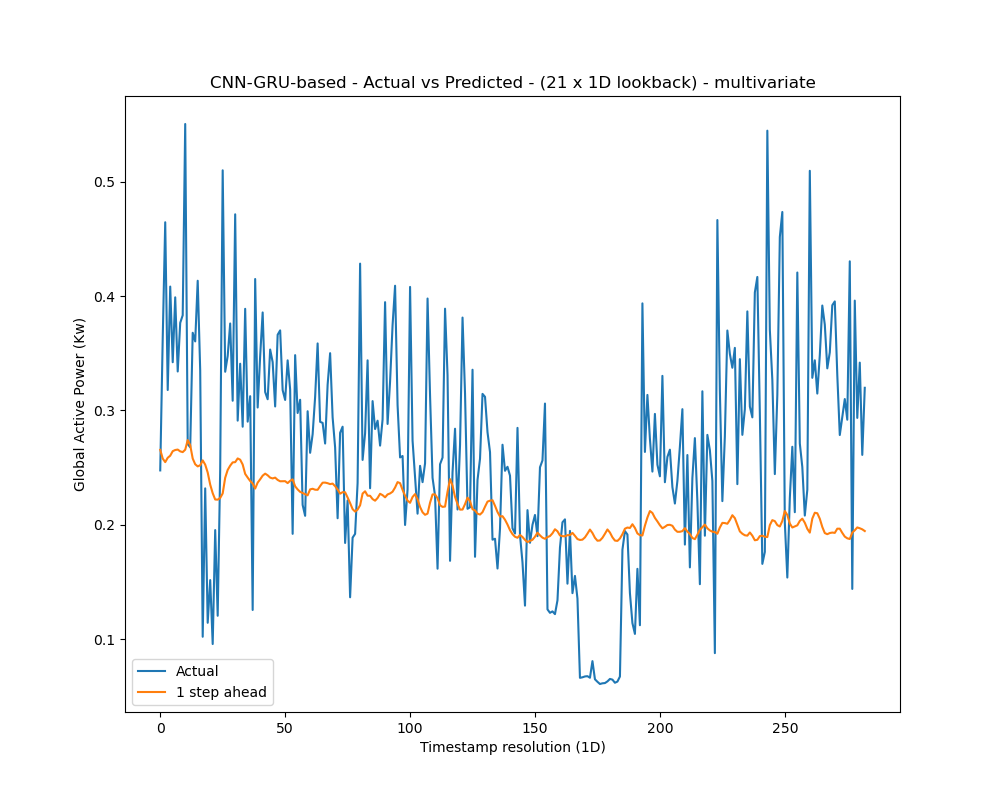 CNN-GRU-based - Actual vs Predicted - (21 x 1D lookback) - multivariate
Global Active Power (Kw)
0.5
0.4
0.3
0.2
0.1
Actual
1 step ahead
0 50 100 150 200 250
Timestamp resolution (1D)